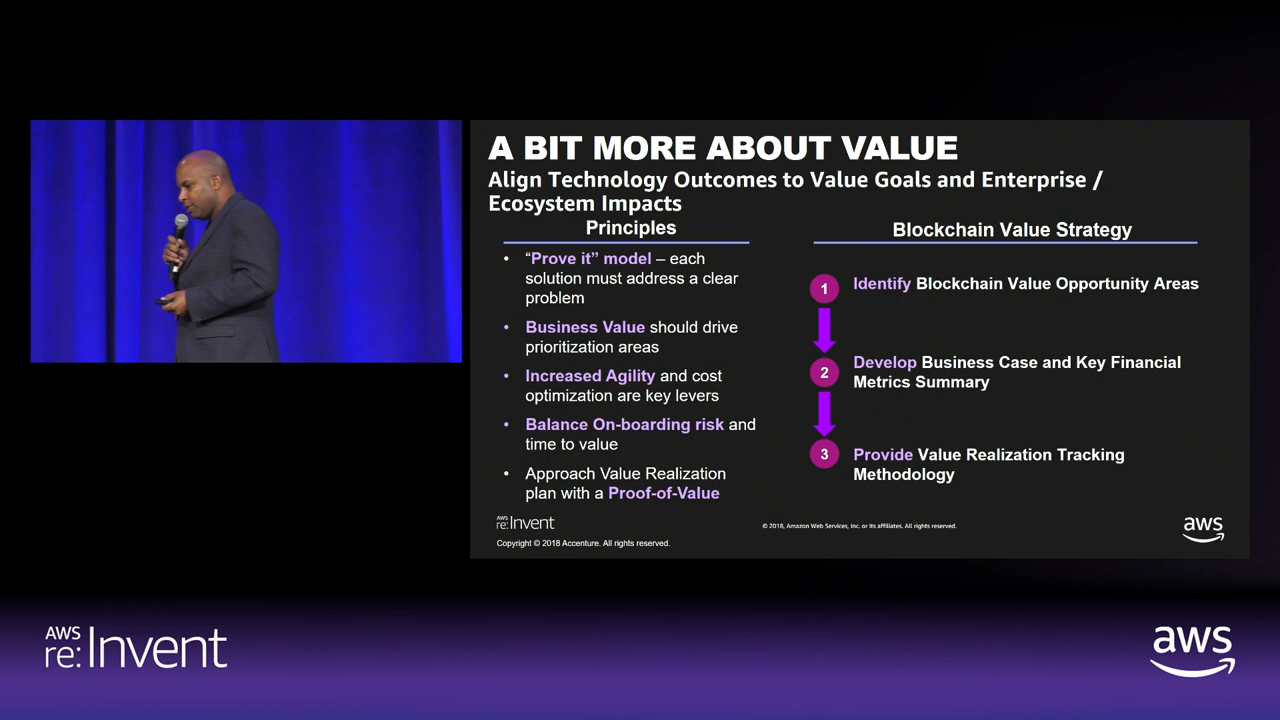 A BIT MORE ABOUT VALUE
Align Technology Outcomes to Value Goals and Enterprise /
Ecosystem Impacts
Principles
• “Prove it” model – each
solution must address a clear
problem
• Business Value should drive
prioritization areas
• Increased Agility and cost
optimization are key levers
• Balance On-boarding risk and
time to value
• Approach Value Realization
plan with a Proof-of-Value
Blockchain Value Strategy
1 Identify Blockchain Value Opportunity Areas
2 Develop Business Case and Key Financial
Metrics Summary
3 Provide Value Realization Tracking
Methodology
AWS
re:Invent
© 2018, Amazon Web Services, Inc. or its affiliates. All rights reserved.
aws
Copyright © 2018 Accenture. All rights reserved.
AWS
re:Invent
aws